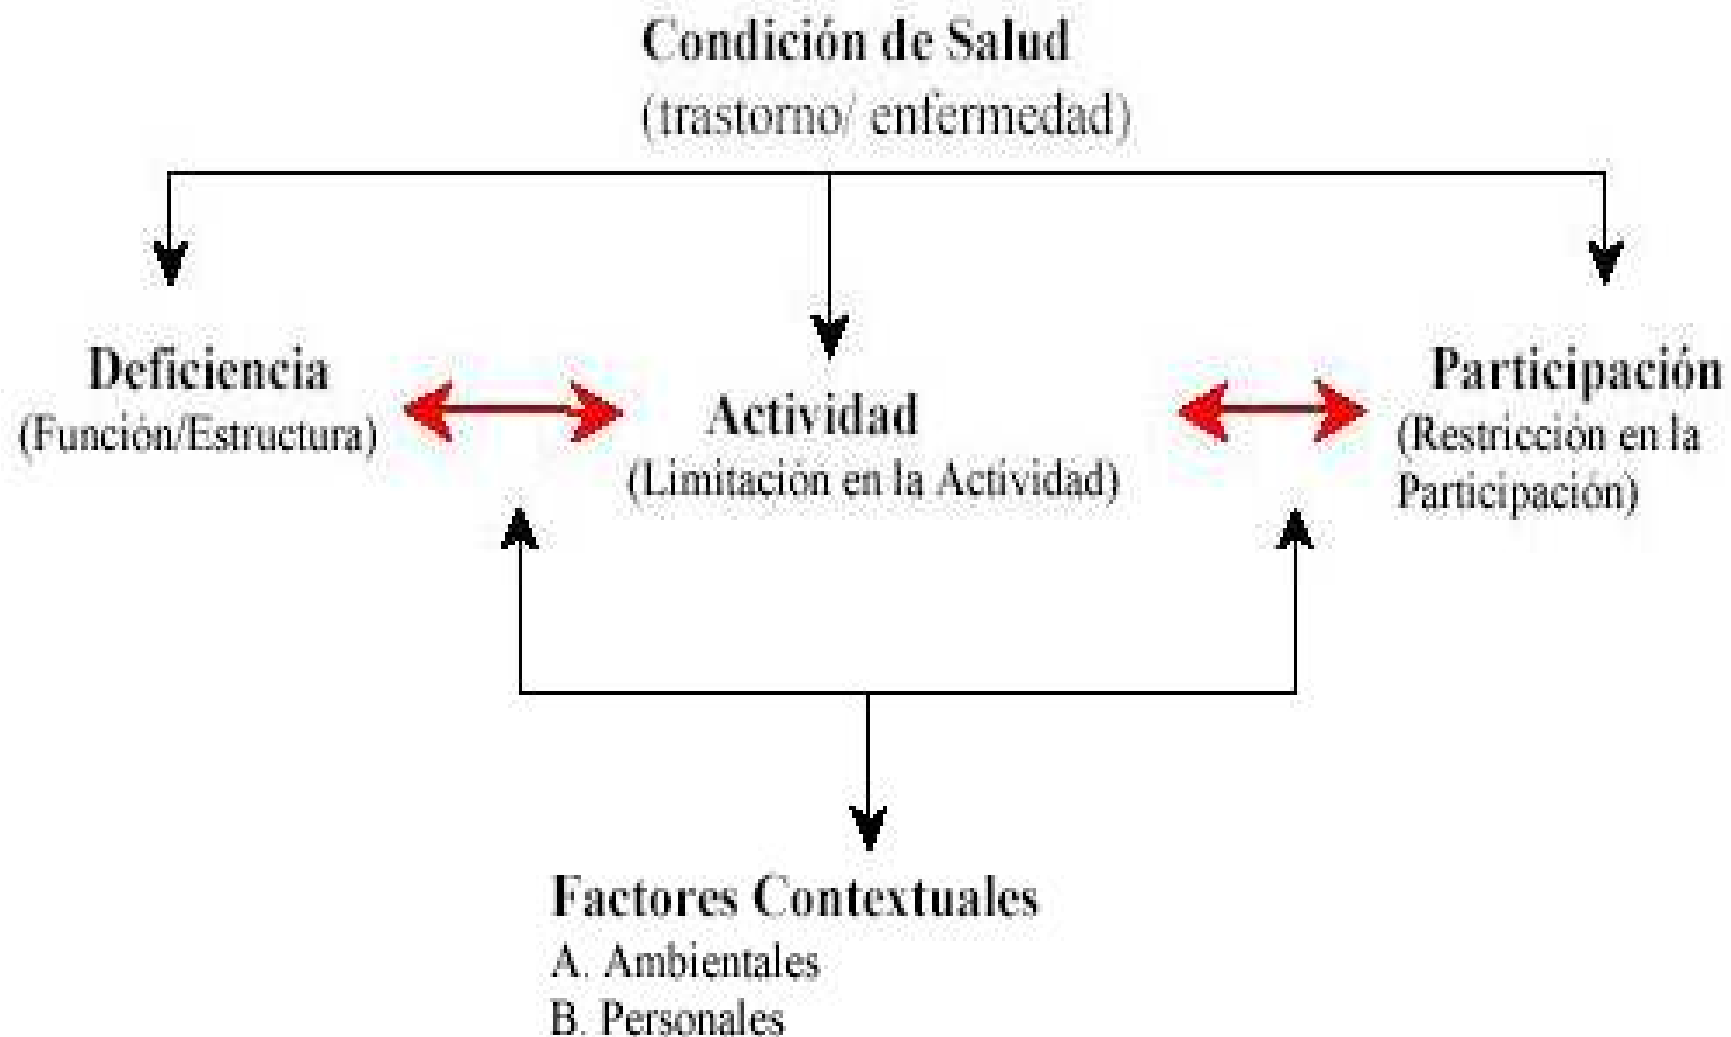 Condición de Salud
(trastorno/ enfermedad)
Deficiencia
(Función/Estructura)
Actividad
(Limitación en la Actividad)
Participación
(Restricción en la
Participación)
Factores Contextuales
A. Ambientales
B. Personales